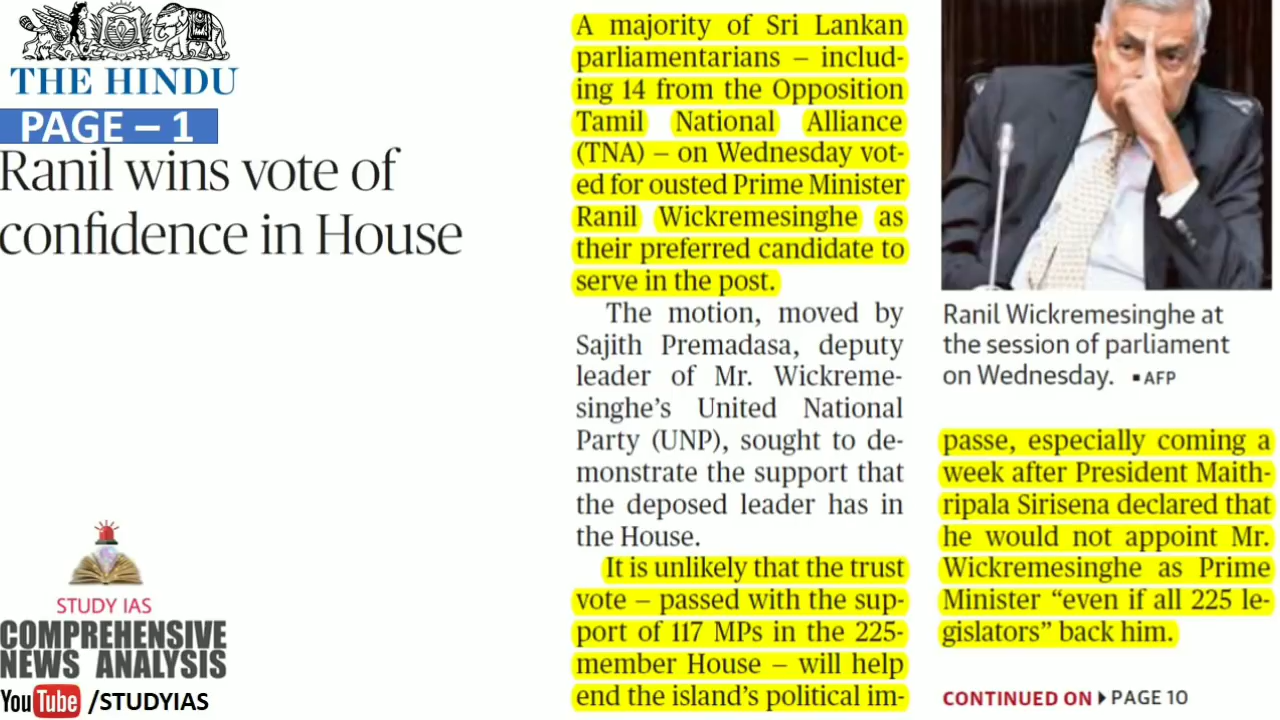 THE HINDU
PAGE – 1
Ranil wins vote of
confidence in House
A majority of Sri Lankan
parliamentarians – includ-
ing 14 from the Opposition
Tamil National Alliance
(TNA) – on Wednesday vot-
ed for ousted Prime Minister
Ranil Wickremesinghe as
their preferred candidate to
serve in the post.
The motion, moved by
Sajith Premadasa, deputy
leader of Mr. Wickreme-
singhe’s United National
Party (UNP), sought to de-
monstrate the support that
the deposed leader has in
the House.
It is unlikely that the trust
vote – passed with the sup-
port of 117 MPs in the 225-
member House – will help
end the island’s political im-
Ranil Wickremesinghe at
the session of parliament
on Wednesday. ▪ AFP
passe, especially coming a
week after President Maith-
ripala Sirisena declared that
he would not appoint Mr.
Wickremesinghe as Prime
Minister “even if all 225 le-
gislators” back him.
CONTINUED ON PAGE 10
STUDY IAS
COMPREHENSIVE
NEWS ANALYSIS
YouTube /STUDYIAS